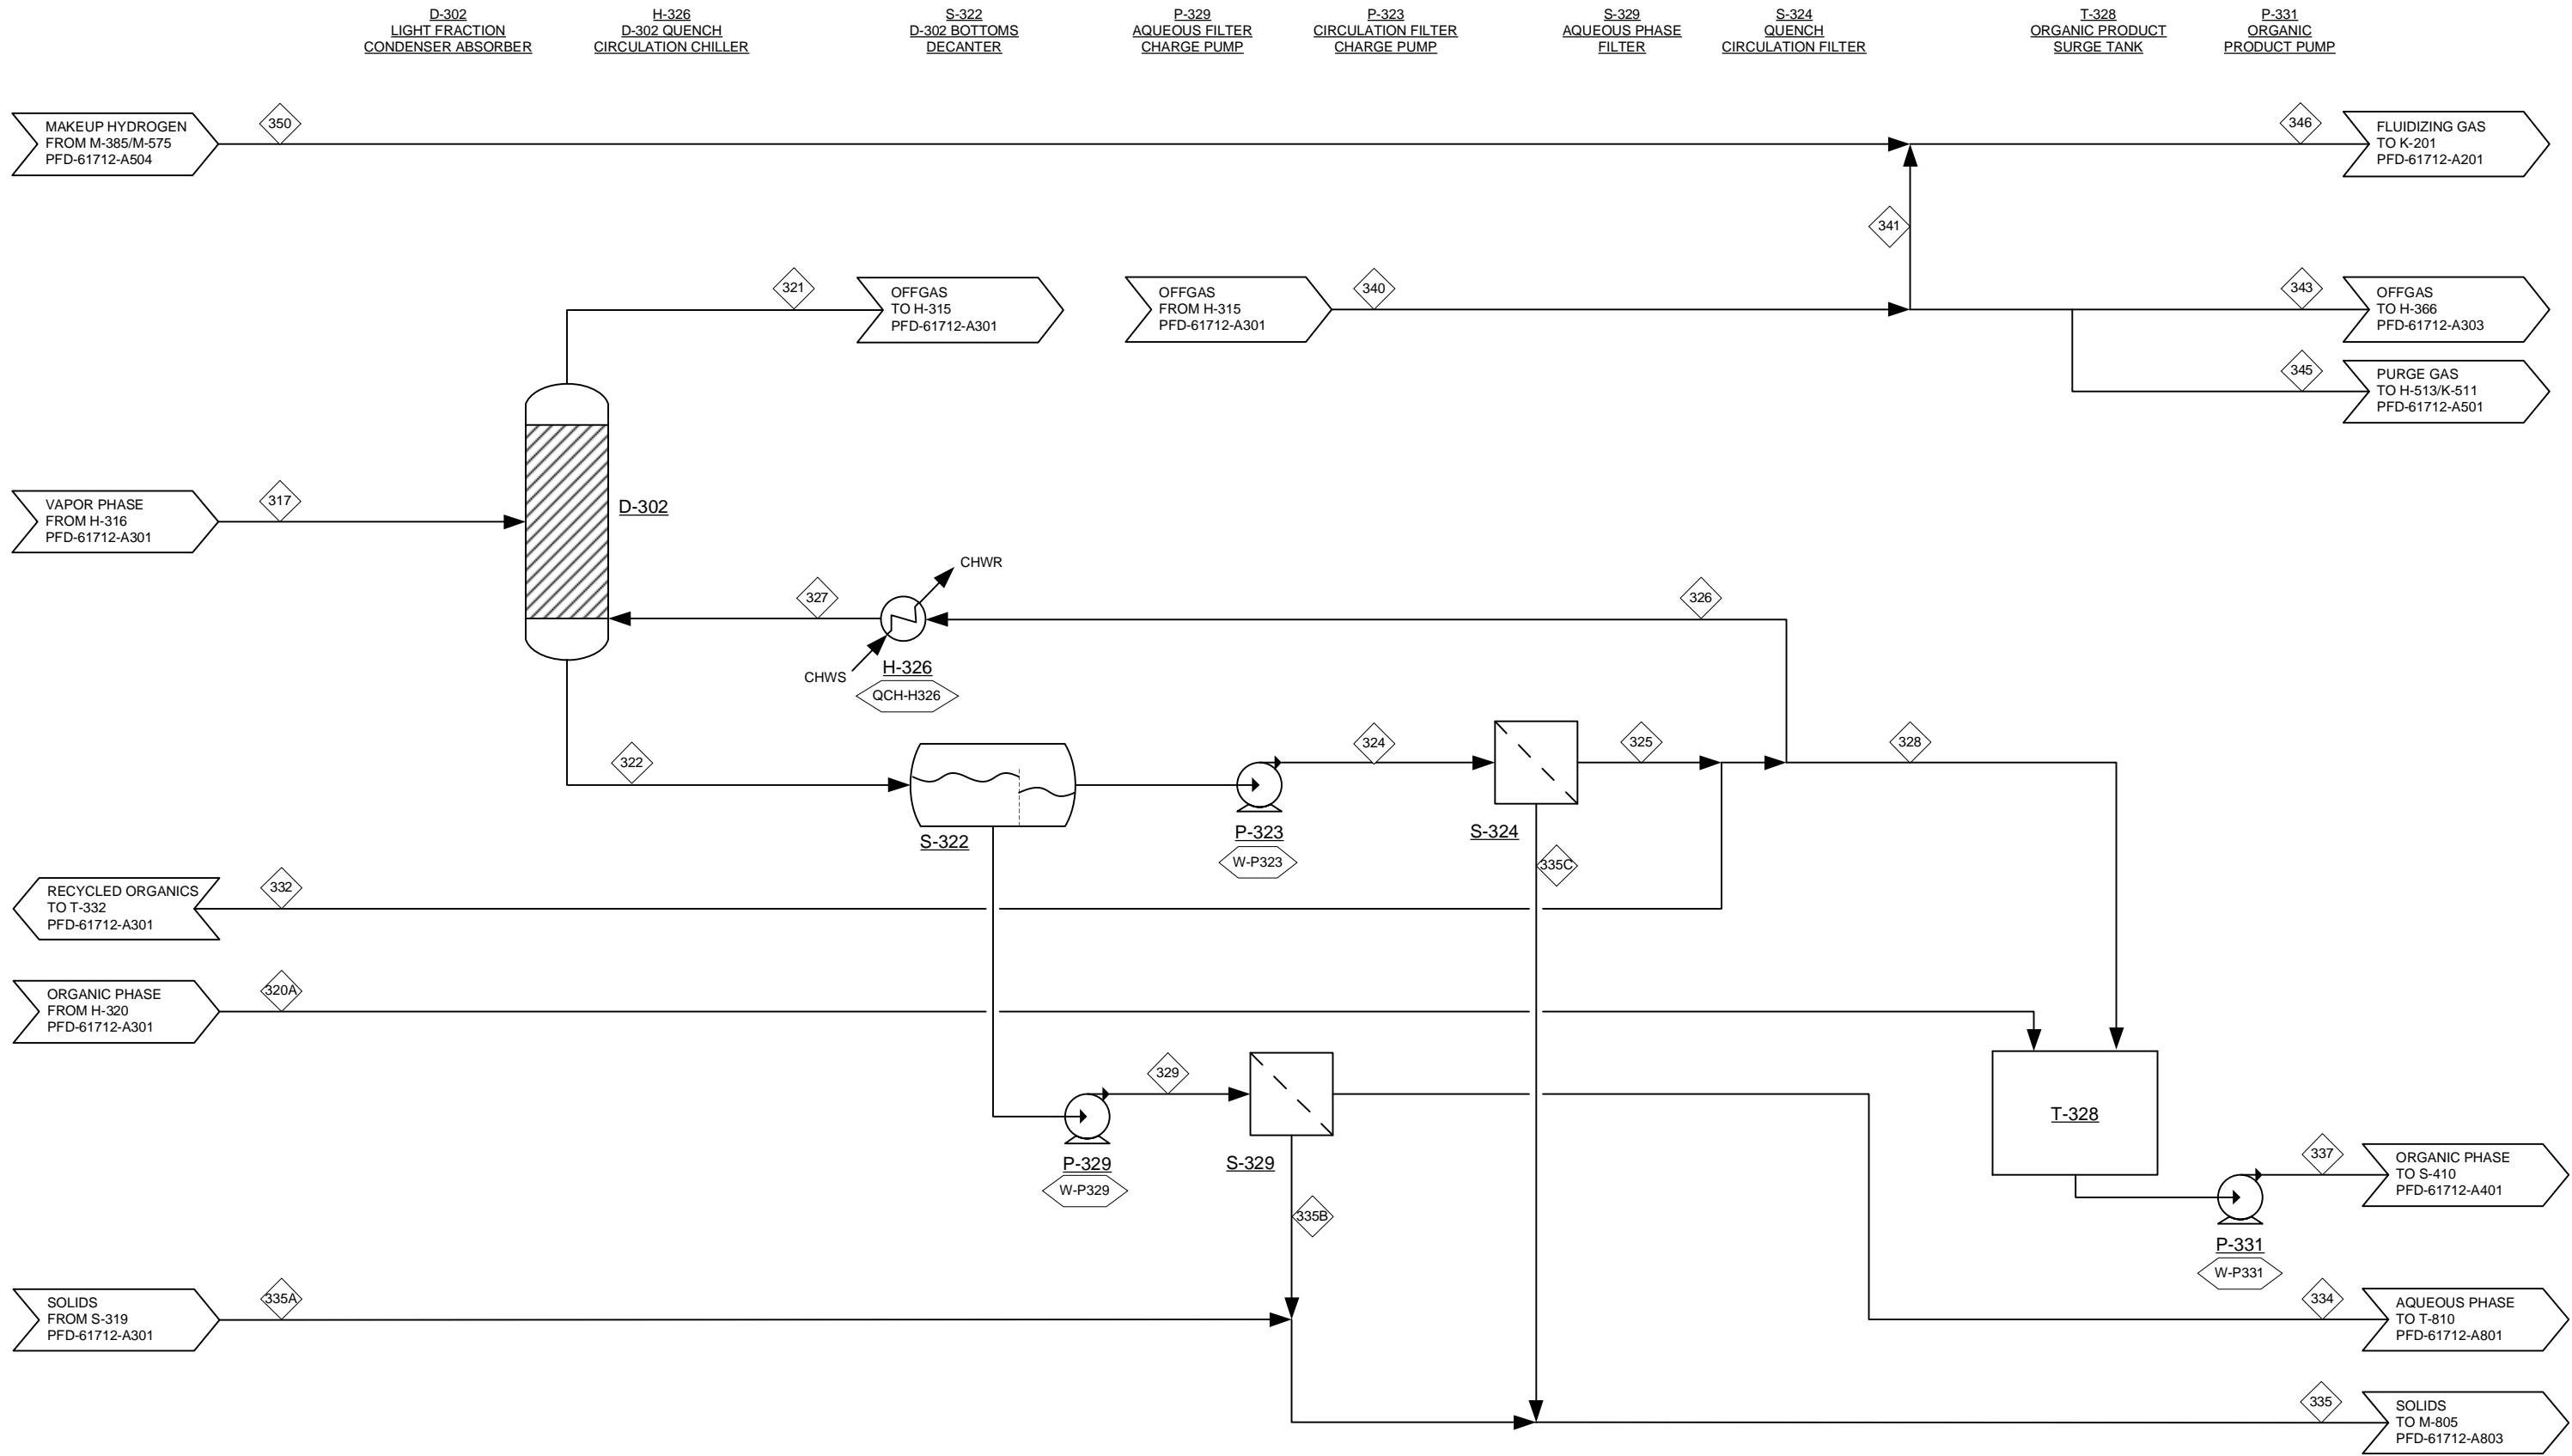 D-302
LIGHT FRACTION
CONDENSER ABSORBER
H-326
D-302 QUENCH
CIRCULATION CHILLER
S-322
D-302 BOTTOMS
DECANTER
P-329
AQUEOUS FILTER
CHARGE PUMP
P-323
CIRCULATION FILTER
CHARGE PUMP
S-329
AQUEOUS PHASE
FILTER
S-324
QUENCH
CIRCULATION FILTER
T-328
ORGANIC PRODUCT
SURGE TANK
P-331
ORGANIC
PRODUCT PUMP
MAKEUP HYDROGEN
FROM M-385/M-575
PFD-61712-A504
350
346
FLUIDIZING GAS
TO K-201
PFD-61712-A201
341
321
OFFGAS
TO H-315
PFD-61712-A301
OFFGAS
FROM H-315
PFD-61712-A301
340
343
OFFGAS
TO H-366
PFD-61712-A303
345
PURGE GAS
TO H-513/K-511
PFD-61712-A501
VAPOR PHASE
FROM H-316
PFD-61712-A301
317
D-302
CHWR
327
326
CHWS
H-326
QCH-H326
322
S-322
324
P-323
W-P323
S-324
325
328
335C
RECYCLED ORGANICS
TO T-332
PFD-61712-A301
332
ORGANIC PHASE
FROM H-320
PFD-61712-A301
320A
329
P-329
W-P329
S-329
335B
T-328
337
ORGANIC PHASE
TO S-410
PFD-61712-A401
P-331
W-P331
SOLIDS
FROM S-319
PFD-61712-A301
335A
334
AQUEOUS PHASE
TO T-810
PFD-61712-A801
335
SOLIDS
TO M-805
PFD-61712-A803